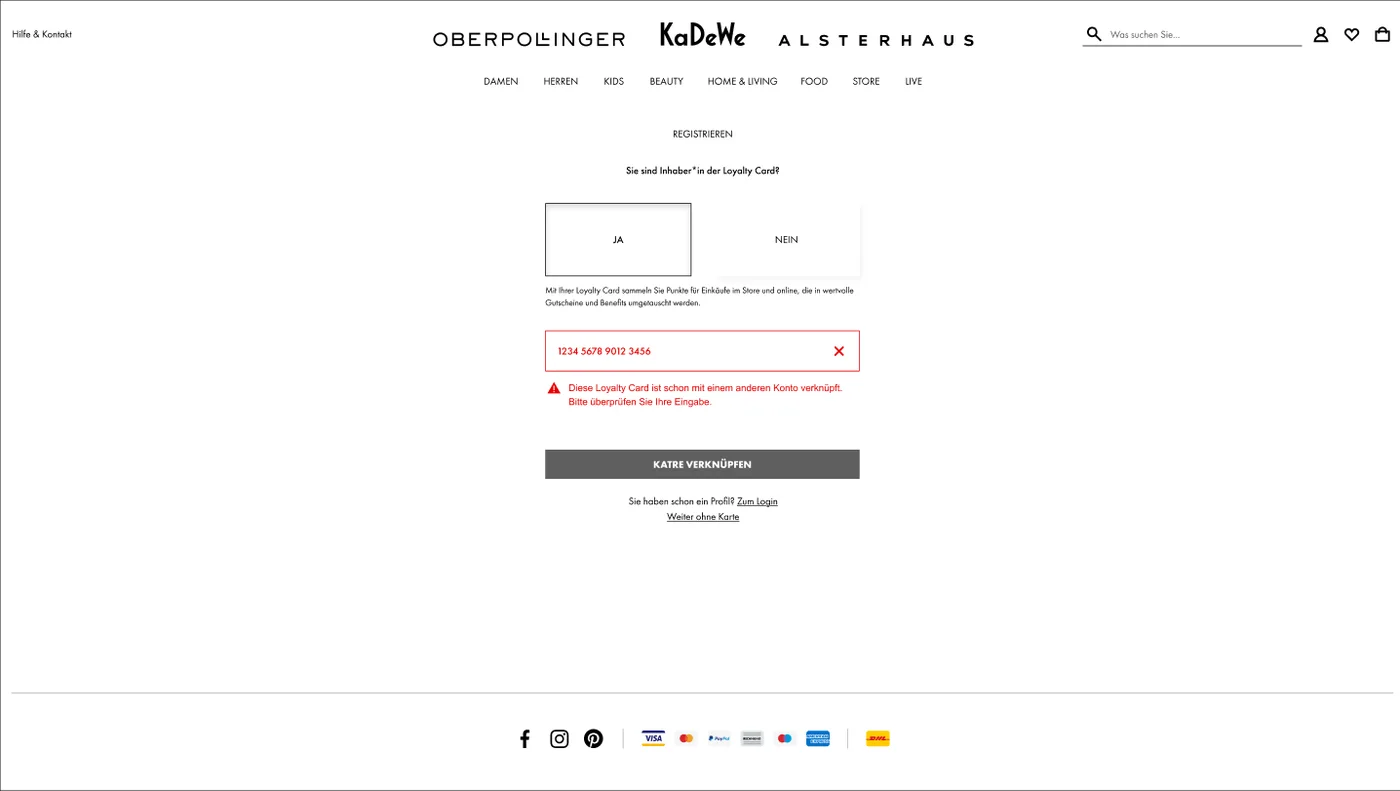 Hilfe & Kontakt
OBERPOLLINGER KaDeWe ALSTERHAUS
Was suchen Sie...
DAMEN HERREN KIDS BEAUTY HOME & LIVING FOOD STORE LIVE
REGISTRIEREN
Sie sind Inhaber*in der Loyalty Card?
JA NEIN
Mit Ihrer Loyalty Card sammeln Sie Punkte für Einkäufe im Store und online, die in wertvolle
Gutscheine und Benefits umgetauscht werden.
1234 5678 9012 3456
Diese Loyalty Card ist schon mit einem anderen Konto verknüpft.
Bitte überprüfen Sie Ihre Eingabe.
KATRE VERKNÜPFEN
Sie haben schon ein Profil? Zum Login
Weiter ohne Karte
VISA PayPal AMERICAN EXPRESS DHL